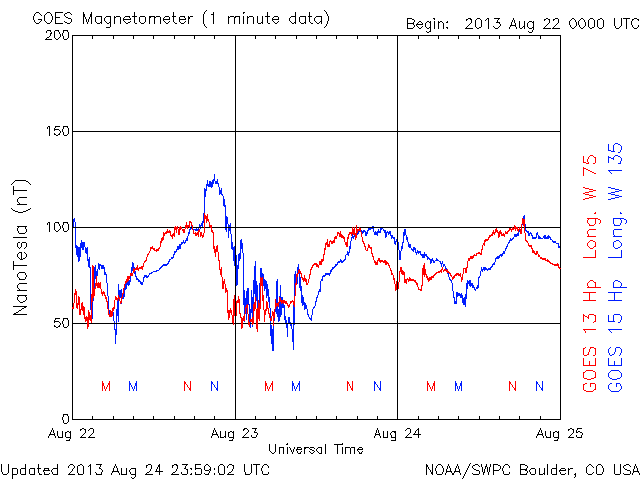 GOES Magnetometer (1 minute data)
Begin: 2013 Aug 22 0000 UTC
200
150
100
50
0
NanoTesla (nT)
M M N N M M N N M M N N
Aug 22 Aug 23 Aug 24 Aug 25
Universal Time
GOES 13 Hp Long. W 75
GOES 15 Hp Long. W 135
Updated 2013 Aug 24 23:59:02 UTC
NOAA/SWPC Boulder, CO USA